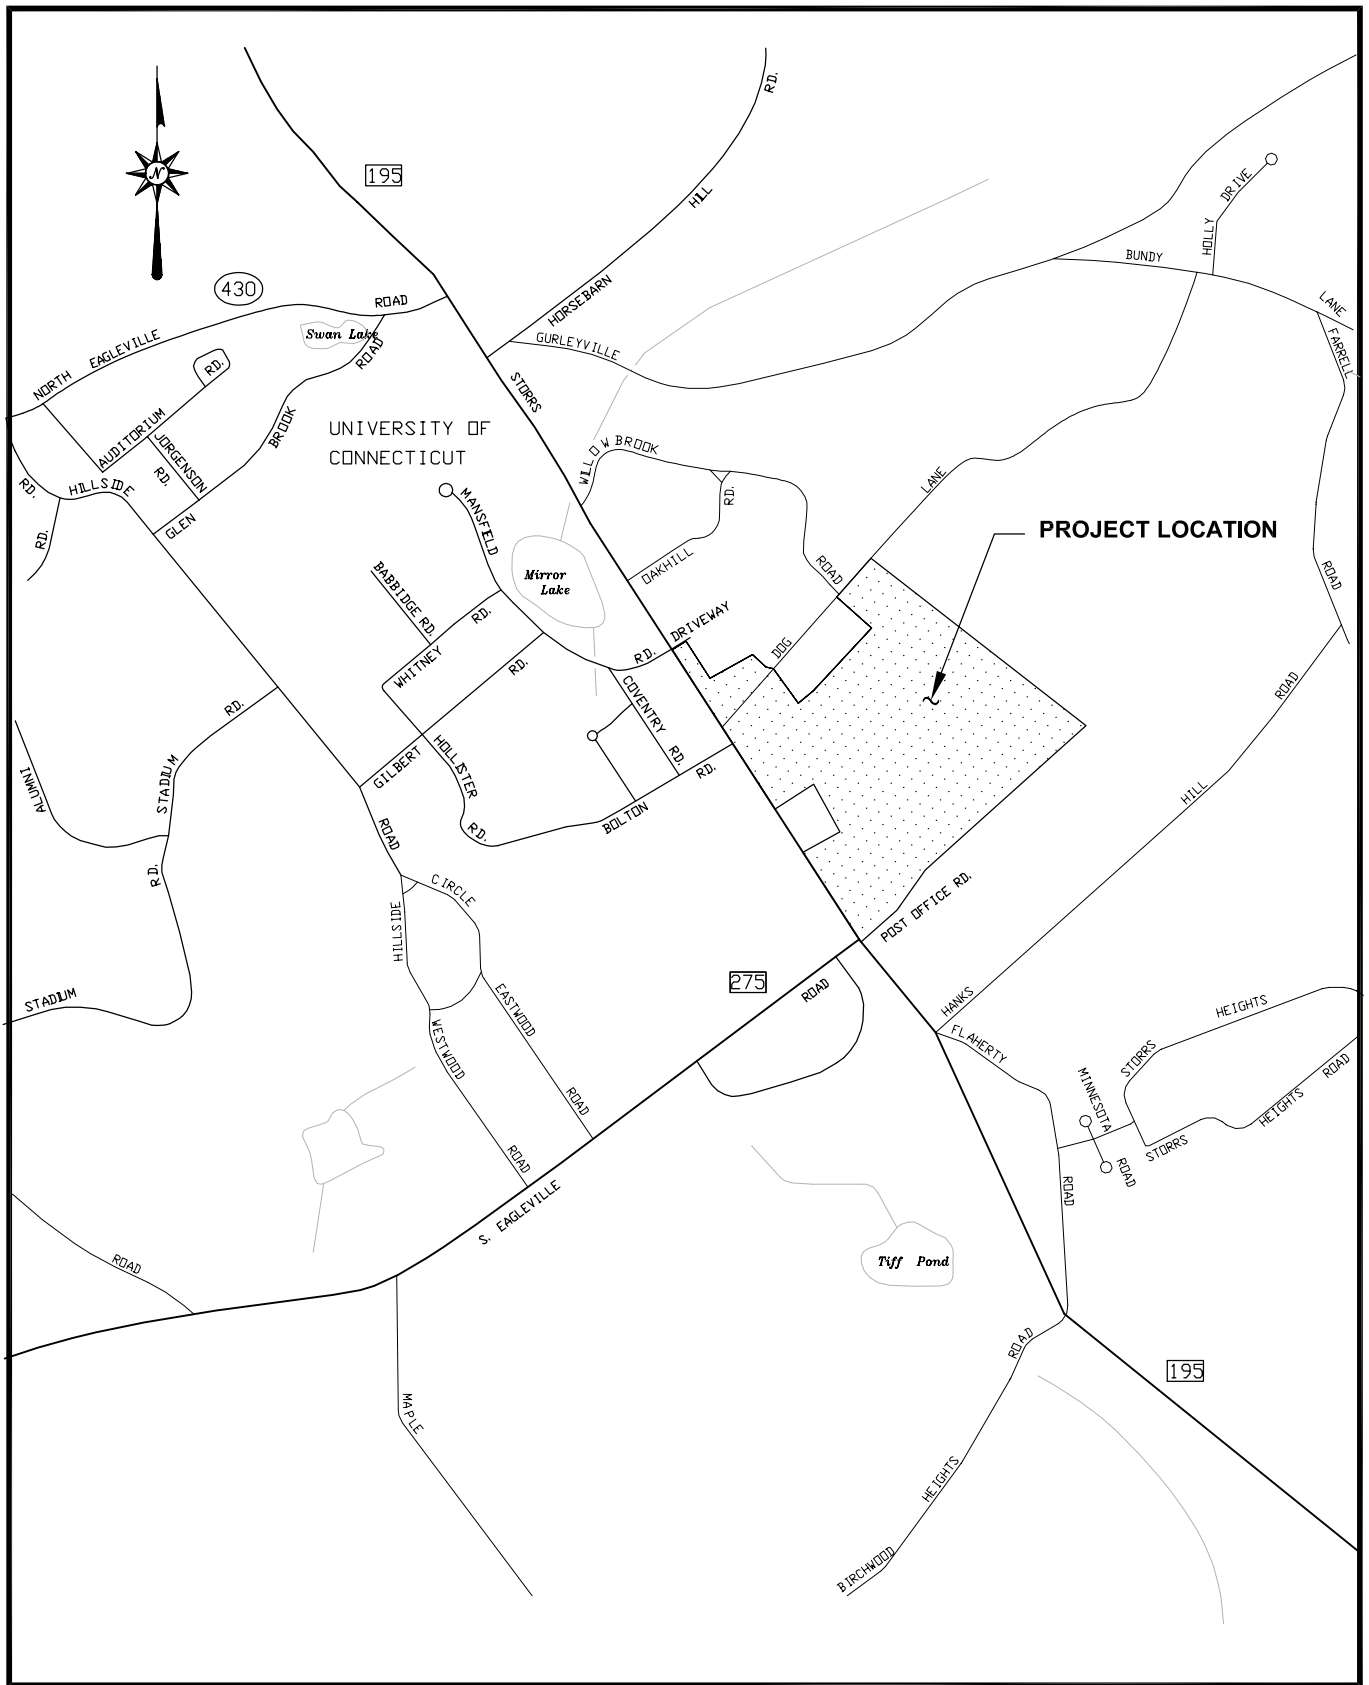 RD.
195
HILL
HORSEBARN
N
430
ROAD
Swan Lake
ROAD
NORTH EAGLEVILLE
RD.
AUDITORIUM
JORGENSON
RD.
BROOK
GLEN
HILLSIDE
RD.
RD.
UNIVERSITY OF
CONNECTICUT
GURLEYVILLE
STORRS
BUNDY
LANE
HOLLY DRIVE
FARRELL
ROAD
WILLOW BROOK
RD.
OAKHILL
ROAD
LANE
DOG
PROJECT LOCATION
MANSFIELD
RD.
Mirror
Lake
DRIVEWAY
BABBIDGE RD.
WHITNEY
RD.
GILBERT
RD.
COVENTRY
RD.
HOLLISTER
RD.
BOLTON
RD.
RD.
STADIUM
ALUMNI
RD.
STADIUM
ROAD
HILLSIDE
CIRCLE
EASTWOOD
ROAD
WESTWOOD
ROAD
POST OFFICE RD.
275
ROAD
S. EAGLEVILLE
ROAD
HILL
HANKS
FLAHERTY
ROAD
MINNESOTA
ROAD
STORRS
HEIGHTS
STORRS
HEIGHTS
ROAD
ROAD
Tiff Pond
MAPLE
195
ROAD
HEIGHTS
BIRCHWOOD